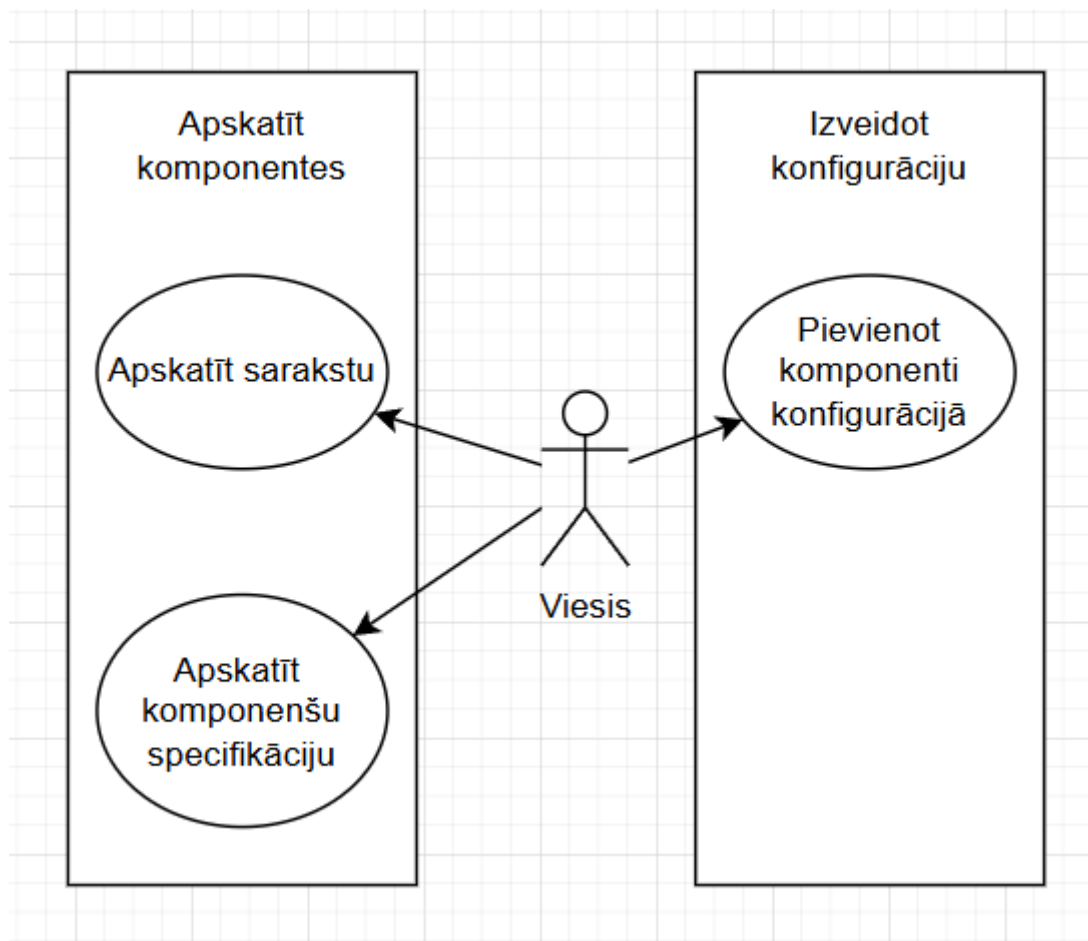 Apskatīt
komponentes
Apskatīt sarakstu
Apskatīt
komponenšu
specifikāciju
Viesis
Izveidot
konfigurāciju
Pievienot
komponenti
konfigurācijā